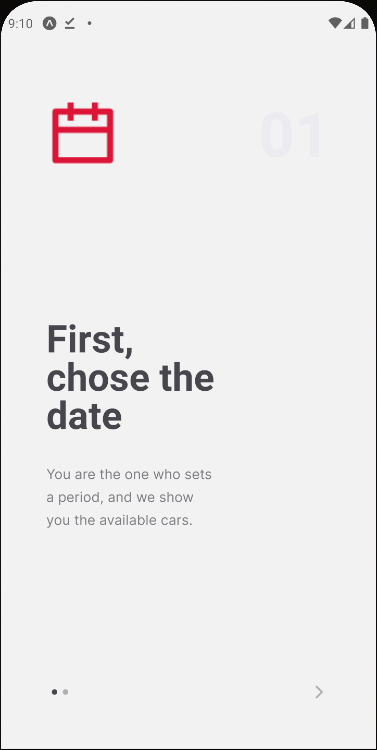 9:10
01
First,
chose the
date
You are the one who sets
a period, and we show
you the available cars.